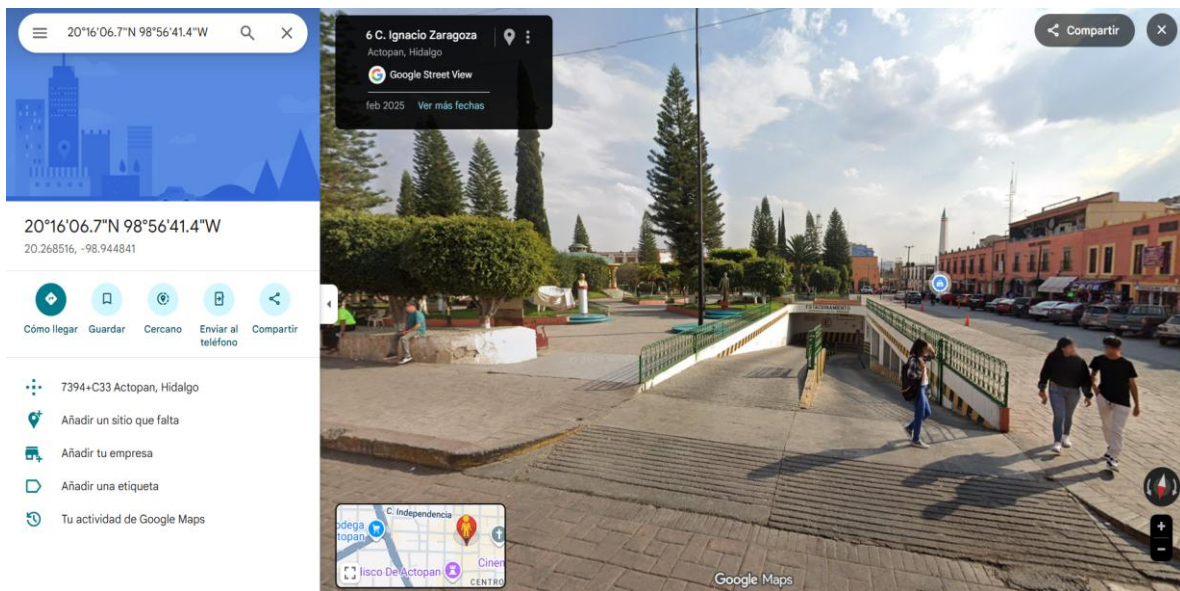 20°16'06.7"N 98°56'41.4"W
20°16'06.7"N 98°56'41.4"W
20.268516, -98.944841
Cómo llegar
Guardar
Cercano
Enviar al
teléfono
Compartir
7394+C33 Actopan, Hidalgo
Añadir un sitio que falta
Añadir tu empresa
Añadir una etiqueta
Tu actividad de Google Maps
6 C. Ignacio Zaragoza
Actopan, Hidalgo
Google Street View
feb 2025 Ver más fechas
Compartir
ESTACIONAMIENTO
C. Independencia
odega
topan
lisco De Actopan
Cinen
CENTRO
Google Maps